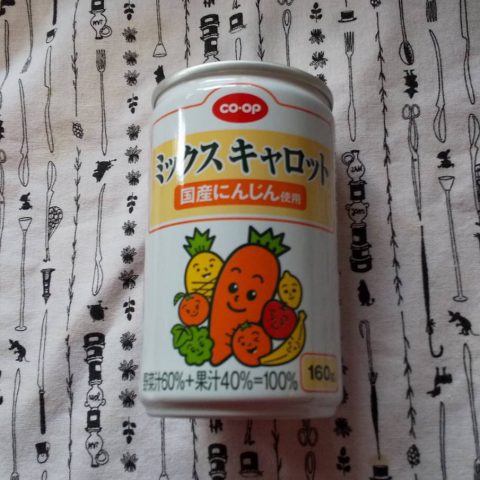 CO·OP
ミックスキャロット
国産にんじん使用
野菜汁60%+果汁40%=100%
160g